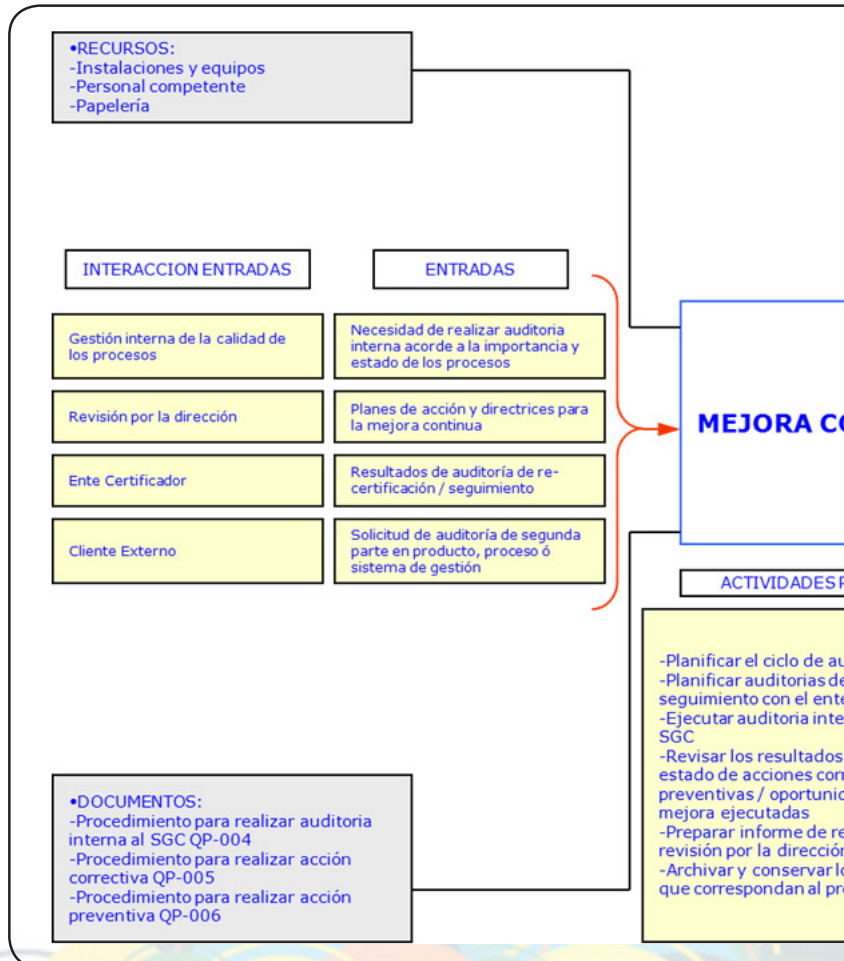 •RECURSOS:
-Instalaciones y equipos
-Personal competente
-Papelería
INTERACCION ENTRADAS
ENTRADAS
Gestión interna de la calidad de
los procesos
Necesidad de realizar auditoria
interna acorde a la importancia y
estado de los procesos
Revisión por la dirección
Planes de acción y directrices para
la mejora continua
Ente Certificador
Resultados de auditoría de re-
certificación / seguimiento
Cliente Externo
Solicitud de auditoría de segunda
parte en producto, proceso ó
sistema de gestión
MEJORA CO
ACTIVIDADES P
-Planificar el ciclo de au
-Planificar auditorias de
seguimiento con el ente
-Ejecutar auditoria inte
SGC
-Revisar los resultados
estado de acciones corr
preventivas / oportunid
mejora ejecutadas
-Preparar informe de re
revisión por la dirección
-Archivar y conservar lo
que correspondan al pro
•DOCUMENTOS:
-Procedimiento para realizar auditoria
interna al SGC QP-004
-Procedimiento para realizar acción
correctiva QP-005
-Procedimiento para realizar acción
preventiva QP-006